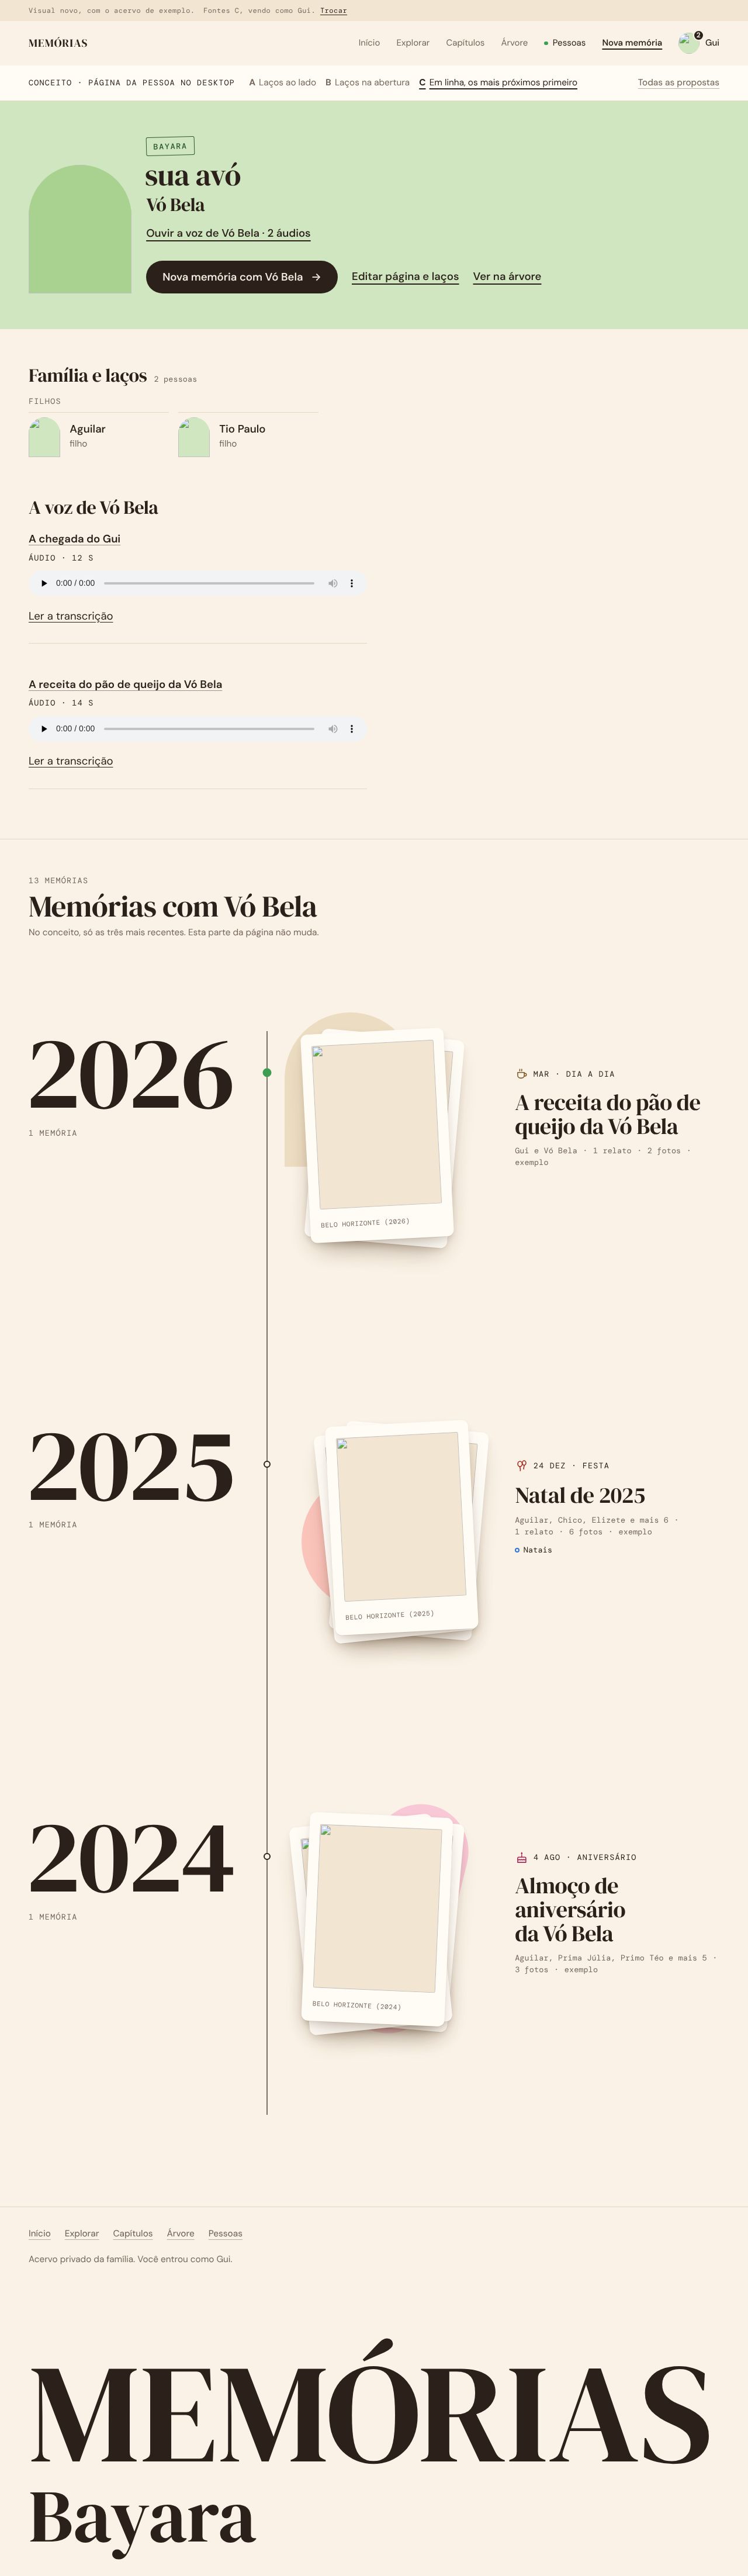 Visual novo, com o acervo de exemplo. Fontes C, vendo como Gui. Trocar
MEMÓRIAS
Início Explorar Capítulos Árvore Pessoas Nova memória 2 Gui
CONCEITO · PÁGINA DA PESSOA NO DESKTOP A Laços ao lado B Laços na abertura C Em linha, os mais próximos primeiro Todas as propostas
BAYARA
sua avó
Vó Bela
Ouvir a voz de Vó Bela · 2 áudios
Nova memória com Vó Bela → Editar página e laços Ver na árvore
Família e laços 2 pessoas
FILHOS
Aguilar
filho
Tio Paulo
filho
A voz de Vó Bela
A chegada do Gui
ÁUDIO · 12 S
0:00 / 0:00
Ler a transcrição
A receita do pão de queijo da Vó Bela
ÁUDIO · 14 S
0:00 / 0:00
Ler a transcrição
13 MEMÓRIAS
Memórias com Vó Bela
No conceito, só as três mais recentes. Esta parte da página não muda.
2026
1 MEMÓRIA
BELO HORIZONTE (2026)
MAR · DIA A DIA
A receita do pão de
queijo da Vó Bela
Gui e Vó Bela · 1 relato · 2 fotos ·
exemplo
2025
1 MEMÓRIA
BELO HORIZONTE (2025)
24 DEZ · FESTA
Natal de 2025
Aguilar, Chico, Elizete e mais 6 ·
1 relato · 6 fotos · exemplo
Natais
2024
1 MEMÓRIA
BELO HORIZONTE (2024)
4 AGO · ANIVERSÁRIO
Almoço de
aniversário
da Vó Bela
Aguilar, Prima Júlia, Primo Téo e mais 5 ·
3 fotos · exemplo
Início Explorar Capítulos Árvore Pessoas
Acervo privado da família. Você entrou como Gui.
MEMÓRIAS
Bayara